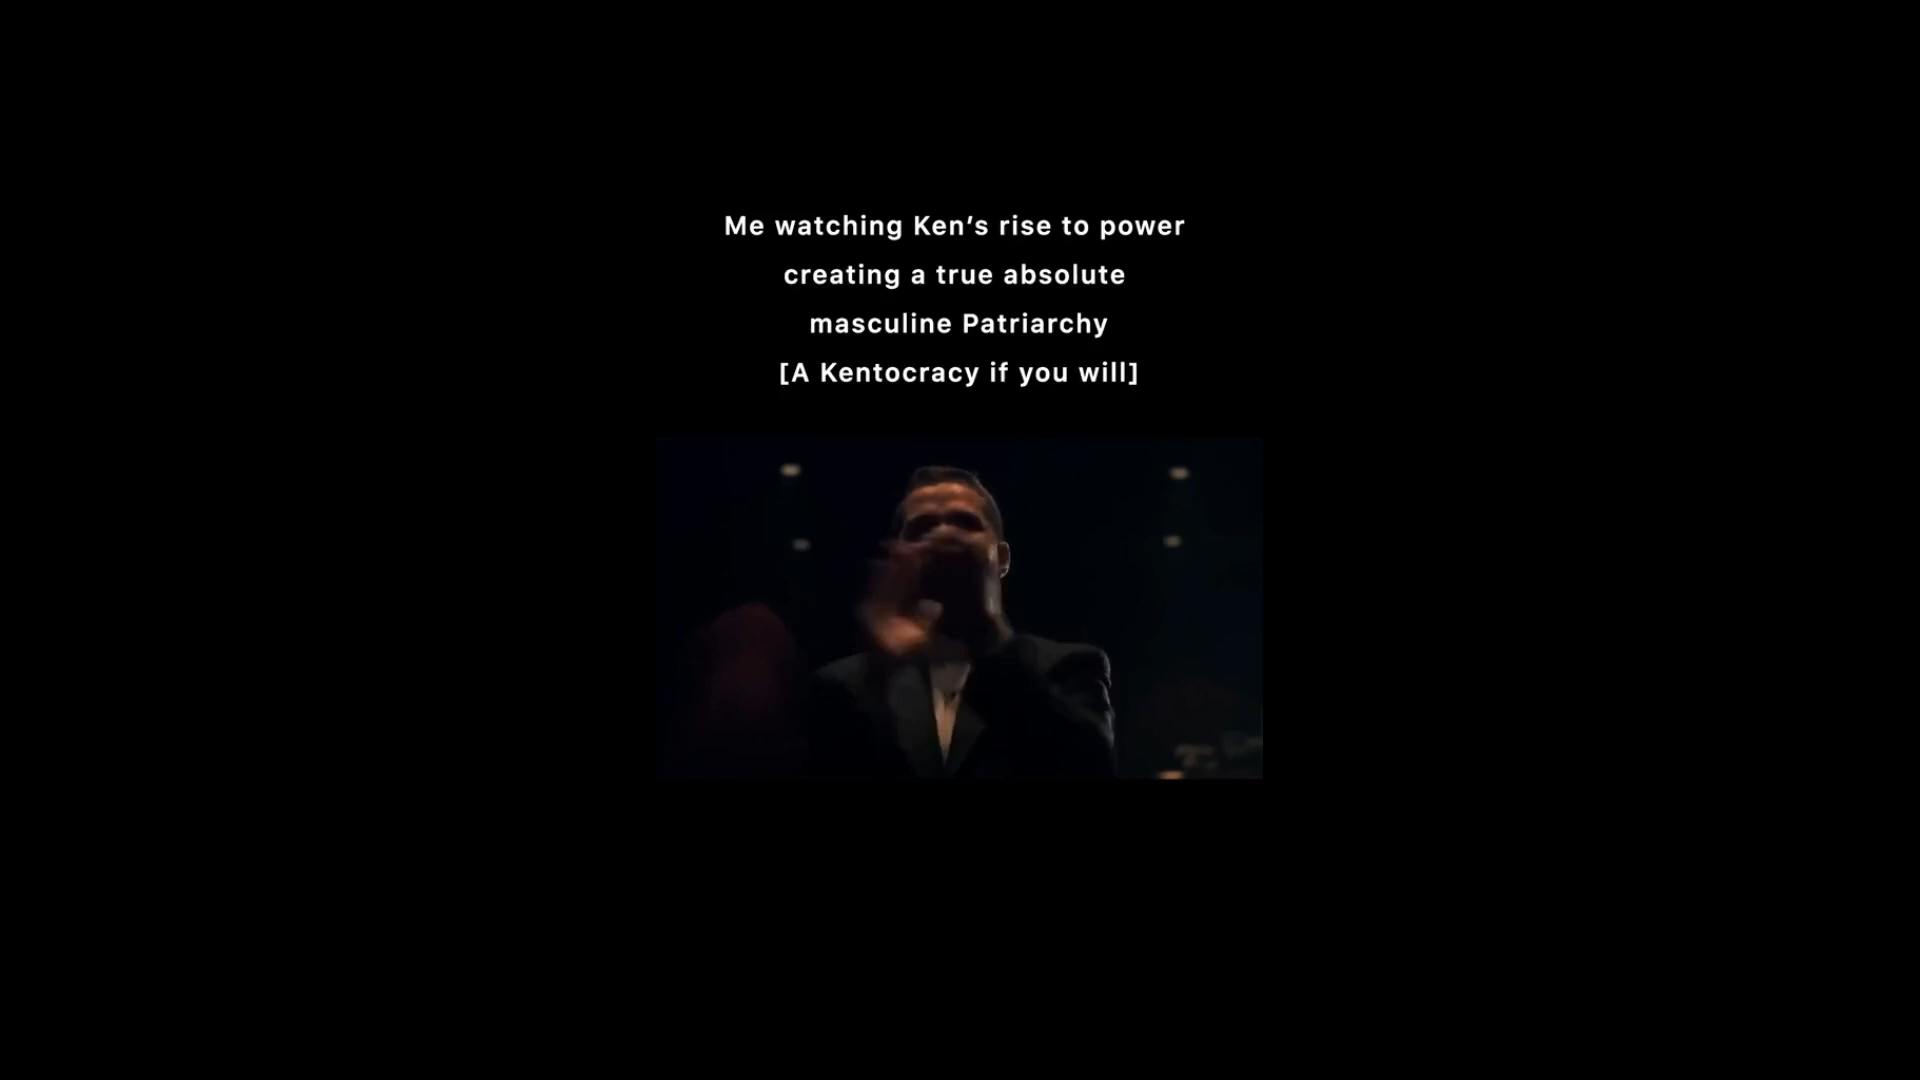 Me watching Ken’s rise to power
creating a true absolute
masculine Patriarchy
[A Kentocracy if you will]